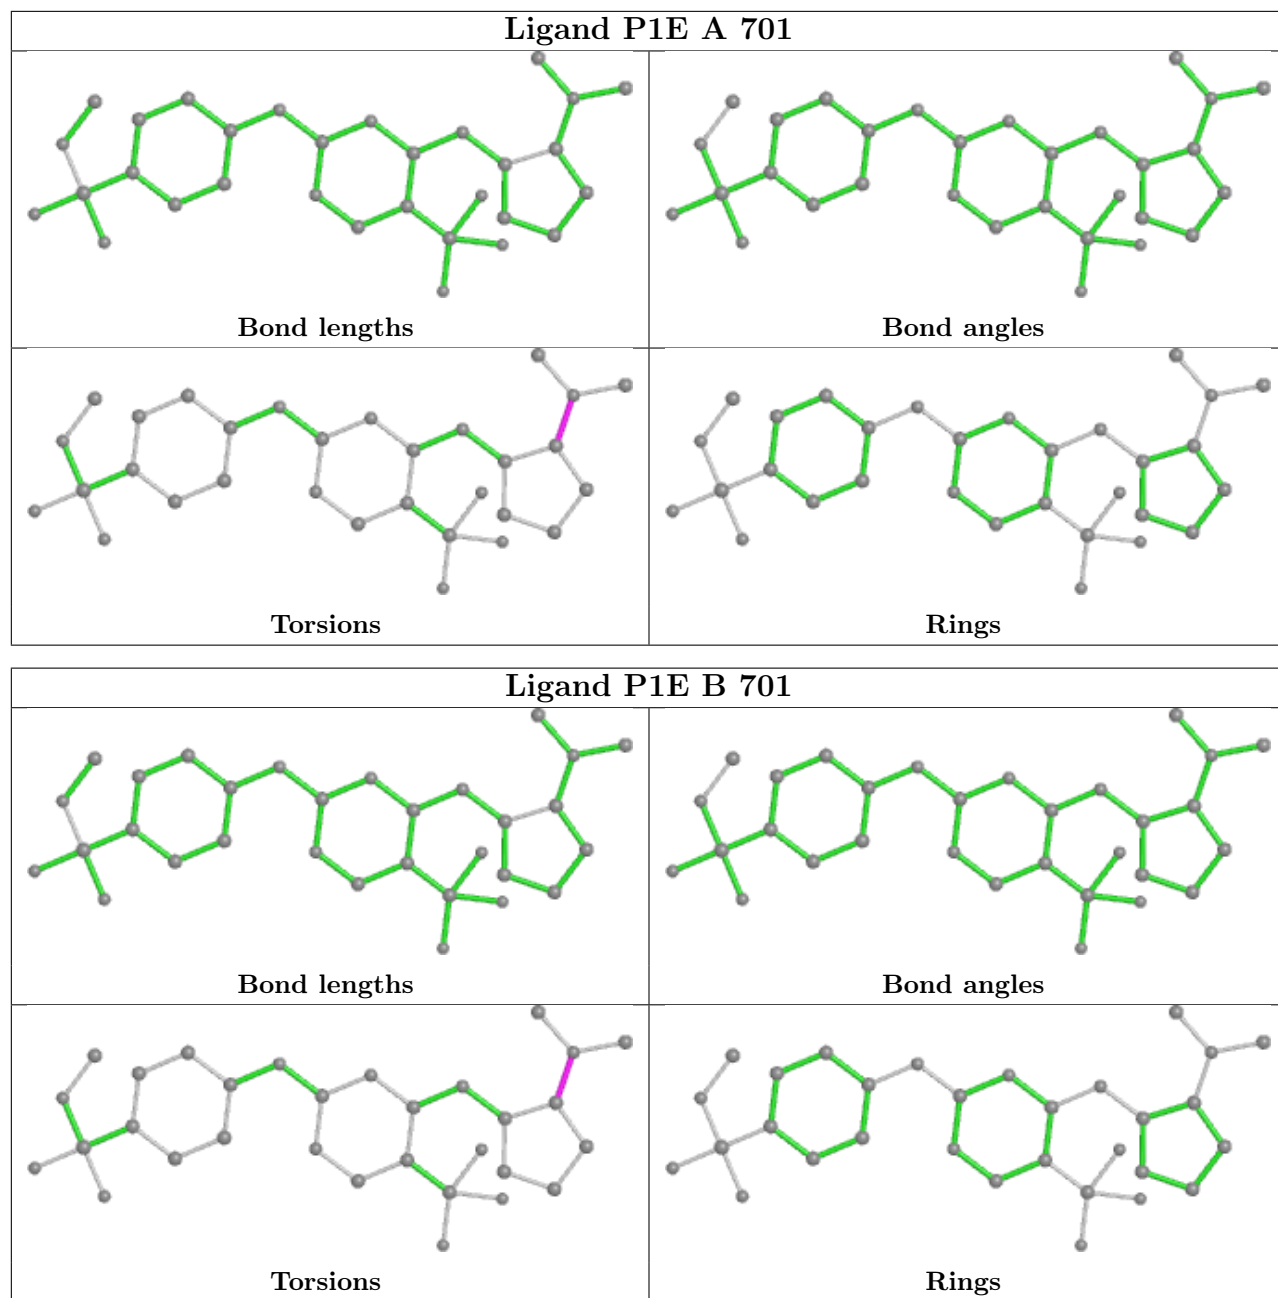 Ligand P1E A 701
Bond lengths
Bond angles
Torsions
Rings
Ligand P1E B 701
Bond lengths
Bond angles
Torsions
Rings